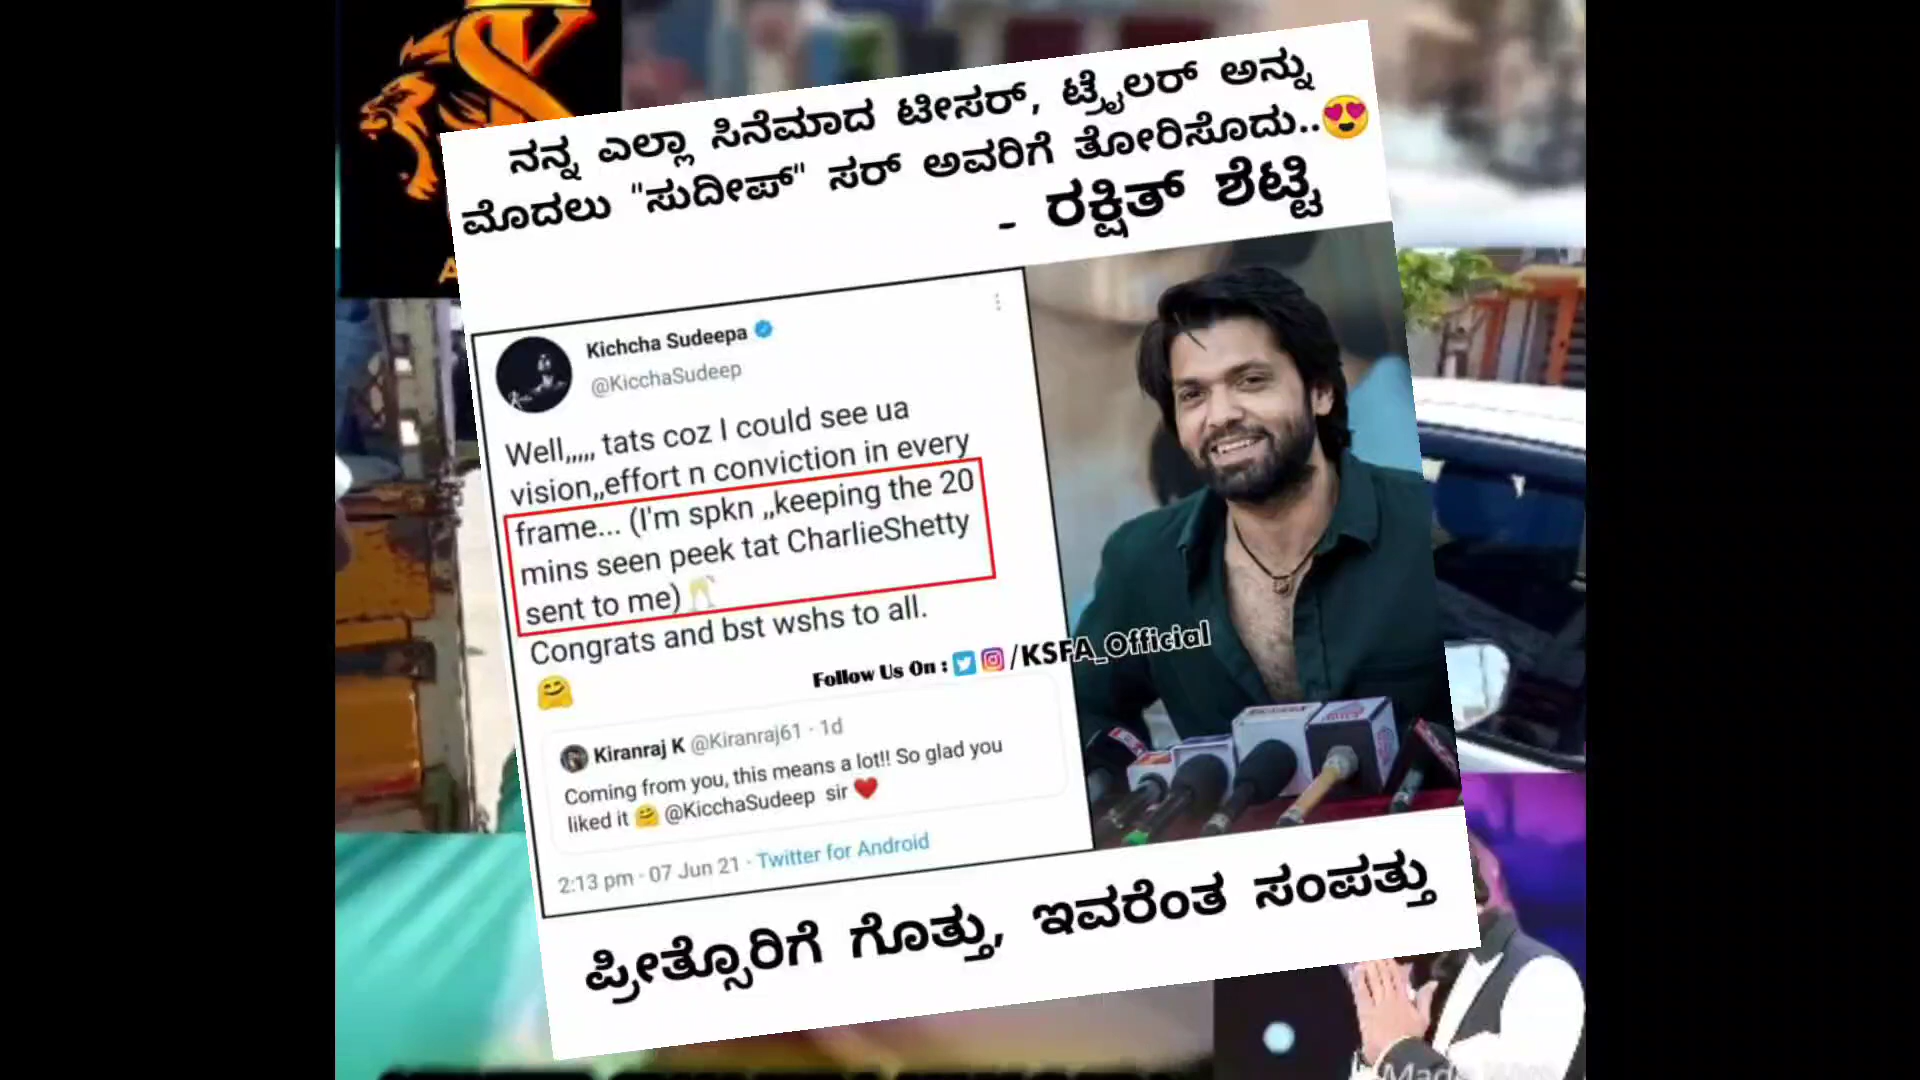 ನನ್ನ ಎಲ್ಲಾ ಸಿನೆಮಾದ ಟೀಸರ್, ಟ್ರೈಲರ್ ಅನ್ನು
ಮೊದಲು "ಸುದೀಪ್" ಸರ್ ಅವರಿಗೆ ತೋರಿಸೊದು..😍
- ರಕ್ಷಿತ್ ಶೆಟ್ಟಿ
Kichcha Sudeepa
@KicchaSudeep
Well,,,,, tats coz I could see ua
vision,,effort n conviction in every
frame... (I'm spkn ,,keeping the 20
mins seen peek tat CharlieShetty
sent to me)🥂
Congrats and bst wshs to all.
🤗
Follow Us On : /KSFA_Official
Kiranraj K @Kiranraj61 · 1d
Coming from you, this means a lot!! So glad you
liked it 🤗 @KicchaSudeep sir ❤️
2:13 pm · 07 Jun 21 · Twitter for Android
ಪ್ರೀತ್ಸೊರಿಗೆ ಗೊತ್ತು, ಇವರೆಂತ ಸಂಪತ್ತು